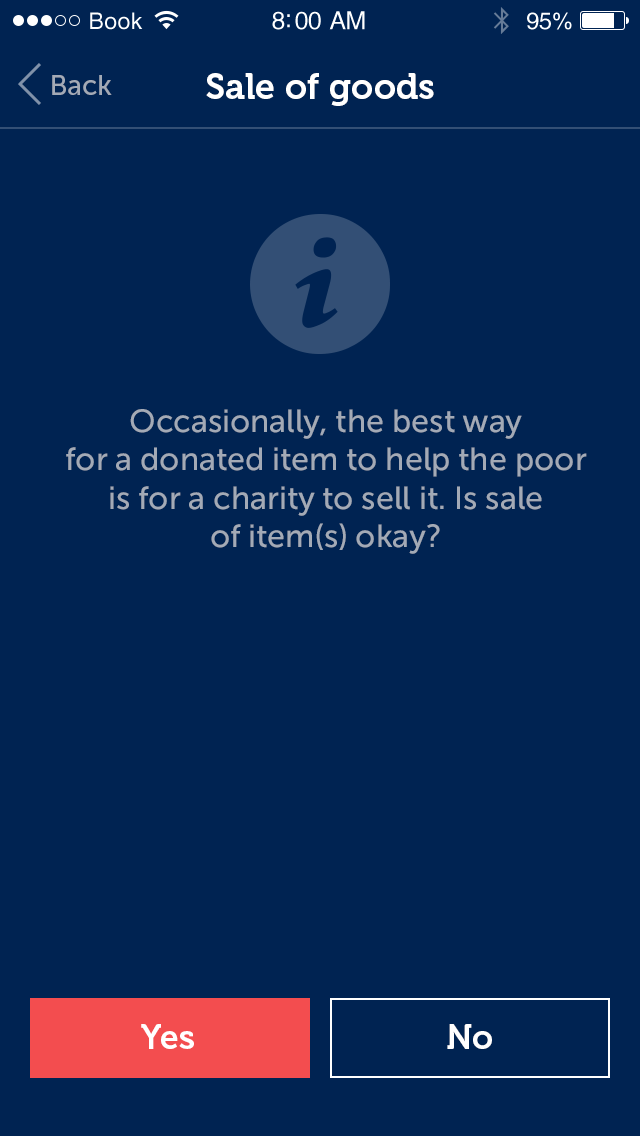 Book 8:00 AM 95%
Back Sale of goods
i
Occasionally, the best way
for a donated item to help the poor
is for a charity to sell it. Is sale
of item(s) okay?
Yes No